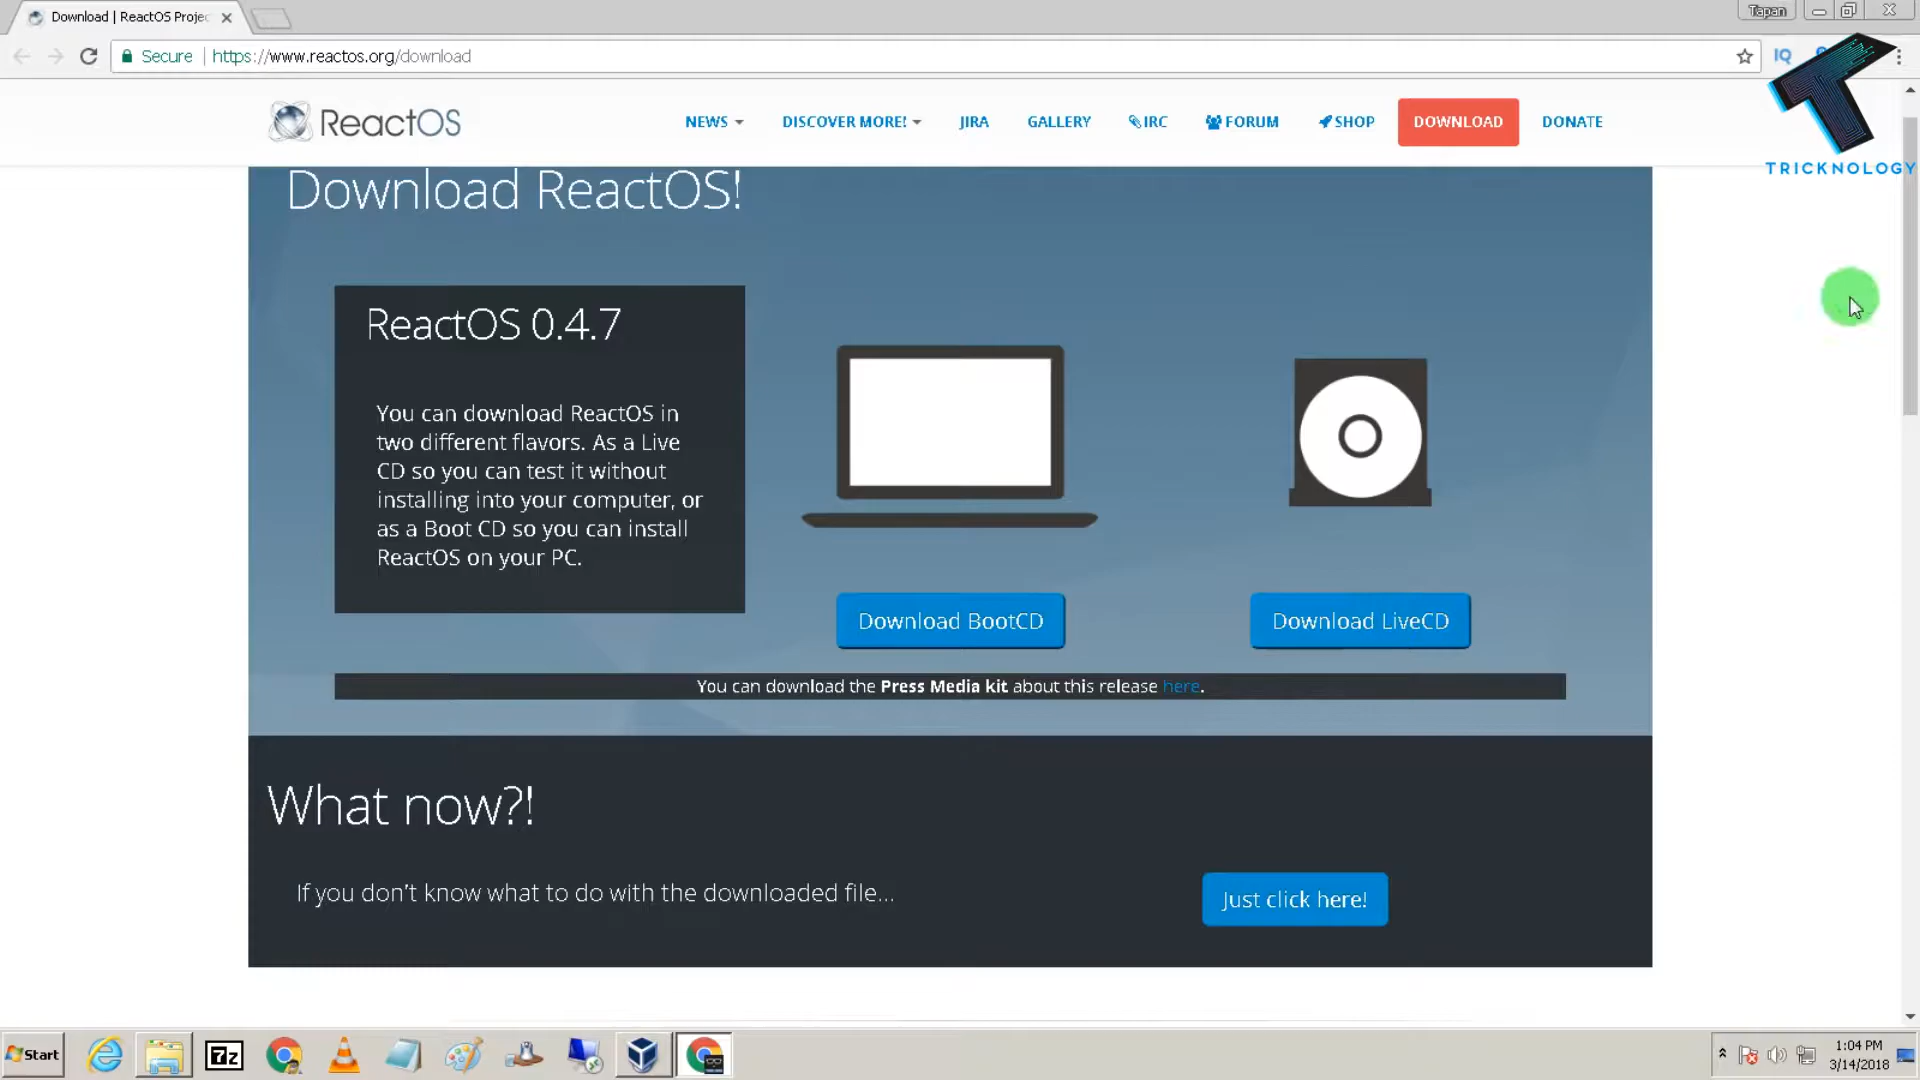 Download | ReactOS Projec
Tapan
Secure
https://www.reactos.org/download
IQ
ReactOS
NEWS
DISCOVER MORE!
JIRA
GALLERY
IRC
FORUM
SHOP
DOWNLOAD
DONATE
TRICKNOLOGY
Download ReactOS!
ReactOS 0.4.7
You can download ReactOS in
two different flavors. As a Live
CD so you can test it without
installing into your computer, or
as a Boot CD so you can install
ReactOS on your PC.
Download BootCD
Download LiveCD
You can download the Press Media kit about this release here.
What now?!
If you don't know what to do with the downloaded file...
Just click here!
Start
7z
1:04 PM
3/14/2018